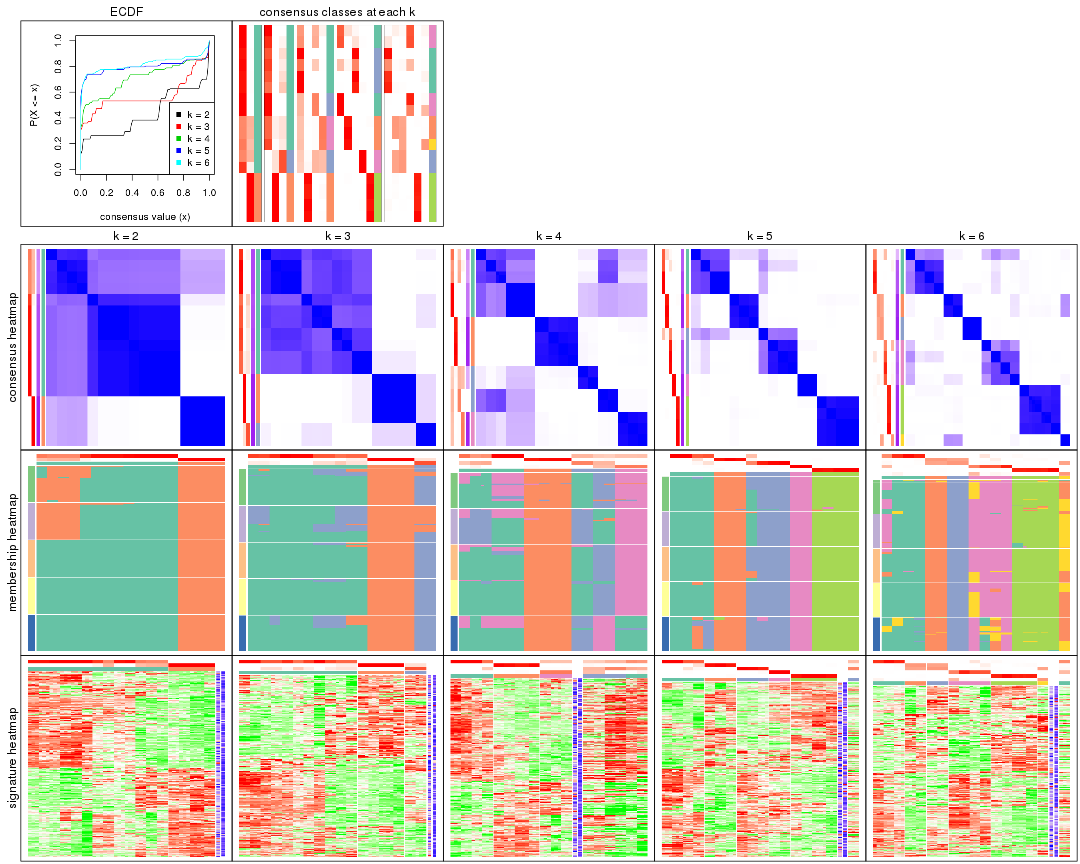 ECDF
consensus classes at each k
P(X <= x)
0.0 0.2 0.4 0.6 0.8 1.0
k = 2
k = 3
k = 4
k = 5
k = 6
0.0 0.2 0.4 0.6 0.8 1.0
consensus value (x)
k = 2
k = 3
k = 4
k = 5
k = 6
consensus heatmap
membership heatmap
signature heatmap